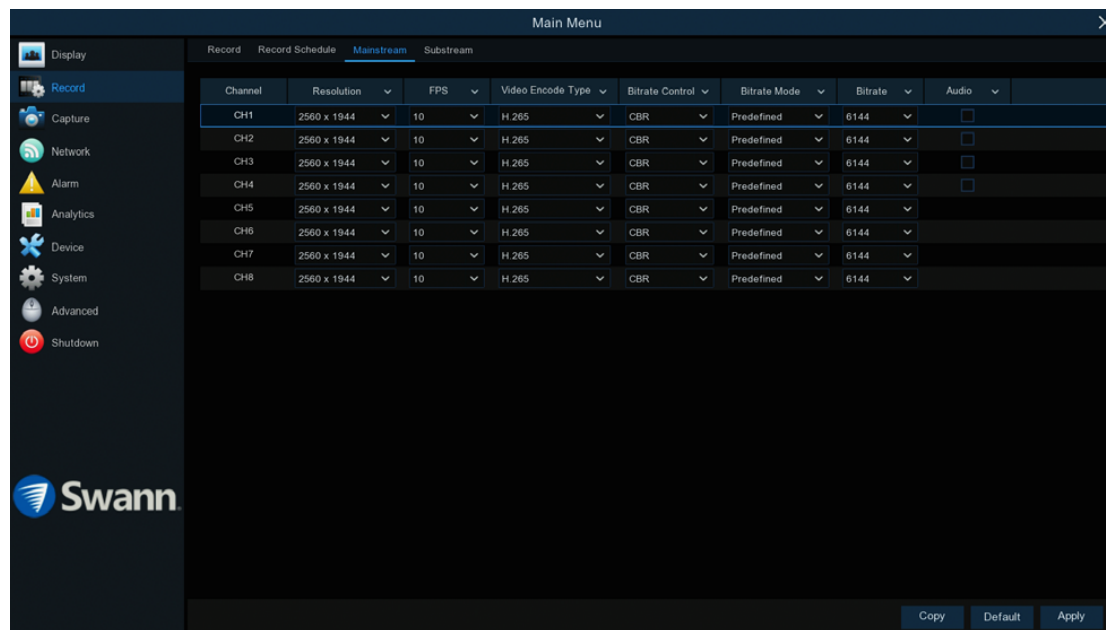 Main Menu
Display
Record
Capture
Network
Alarm
Analytics
Device
System
Advanced
Shutdown
Swann
Record Record Schedule Mainstream Substream
Channel Resolution FPS Video Encode Type Bitrate Control Bitrate Mode Bitrate Audio
CH1 2560 x 1944 10 H.265 CBR Predefined 6144
CH2 2560 x 1944 10 H.265 CBR Predefined 6144
CH3 2560 x 1944 10 H.265 CBR Predefined 6144
CH4 2560 x 1944 10 H.265 CBR Predefined 6144
CH5 2560 x 1944 10 H.265 CBR Predefined 6144
CH6 2560 x 1944 10 H.265 CBR Predefined 6144
CH7 2560 x 1944 10 H.265 CBR Predefined 6144
CH8 2560 x 1944 10 H.265 CBR Predefined 6144
Copy Default Apply